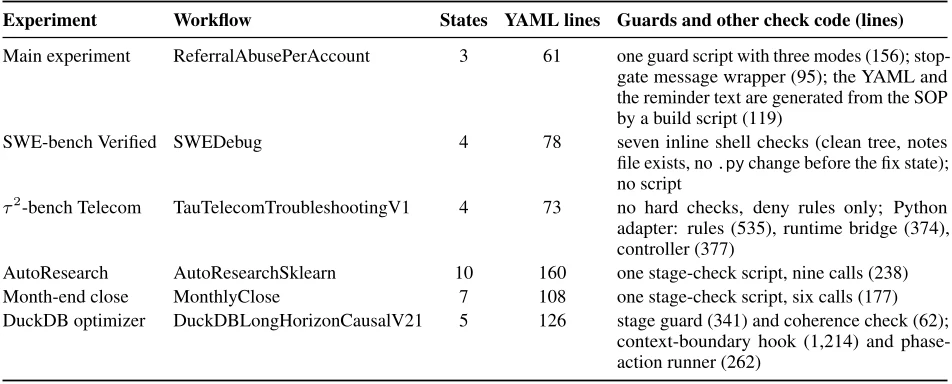 Experiment Workflow States YAML lines Guards and other check code (lines)
Main experiment ReferralAbusePerAccount 3 61 one guard script with three modes (156); stop-
gate message wrapper (95); the YAML and
the reminder text are generated from the SOP
by a build script (119)
SWE-bench Verified SWEDebug 4 78 seven inline shell checks (clean tree, notes
file exists, no .py change before the fix state);
no script
τ²-bench Telecom TauTelecomTroubleshootingV1 4 73 no hard checks, deny rules only; Python
adapter: rules (535), runtime bridge (374),
controller (377)
AutoResearch AutoResearchSklearn 10 160 one stage-check script, nine calls (238)
Month-end close MonthlyClose 7 108 one stage-check script, six calls (177)
DuckDB optimizer DuckDBLongHorizonCausalV21 5 126 stage guard (341) and coherence check (62);
context-boundary hook (1,214) and phase-
action runner (262)